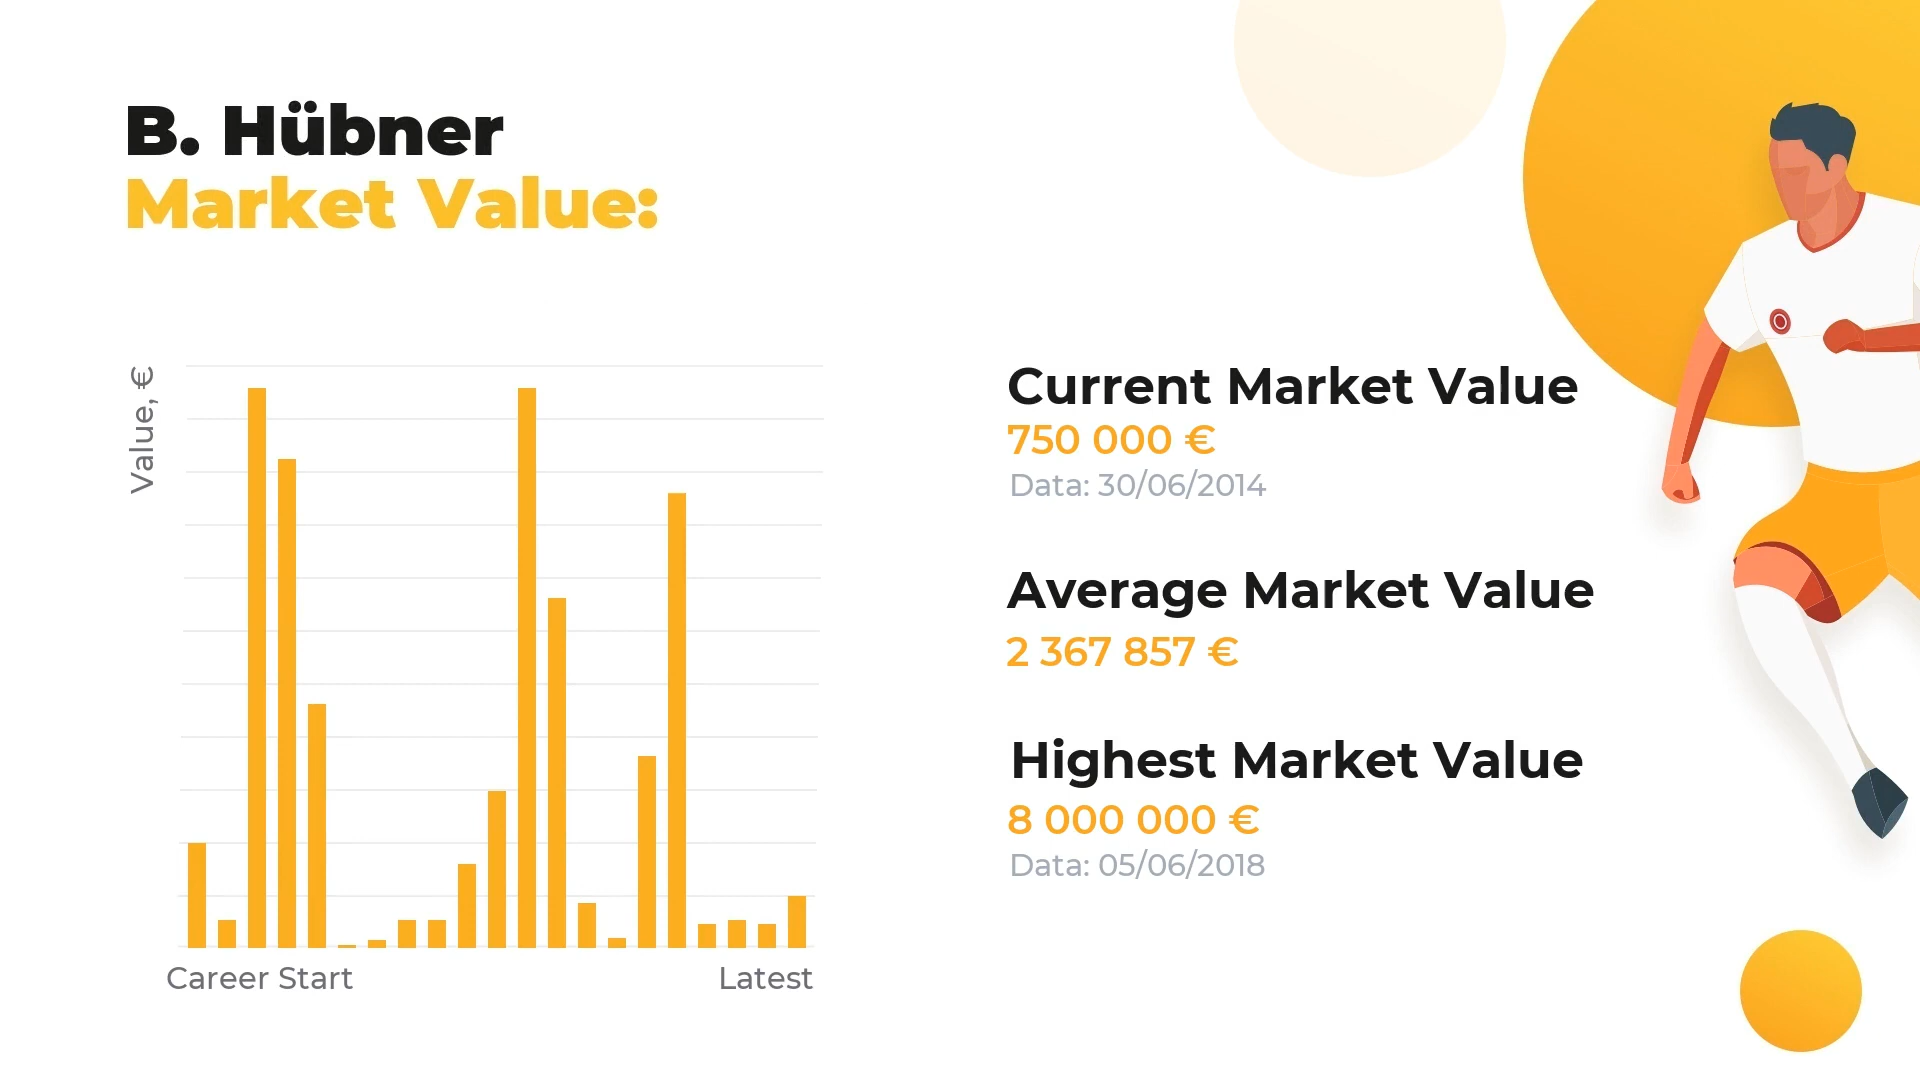 B. Hübner
Market Value:
Value, €
Career Start
Latest
Current Market Value
750 000 €
Data: 30/06/2014
Average Market Value
2 367 857 €
Highest Market Value
8 000 000 €
Data: 05/06/2018